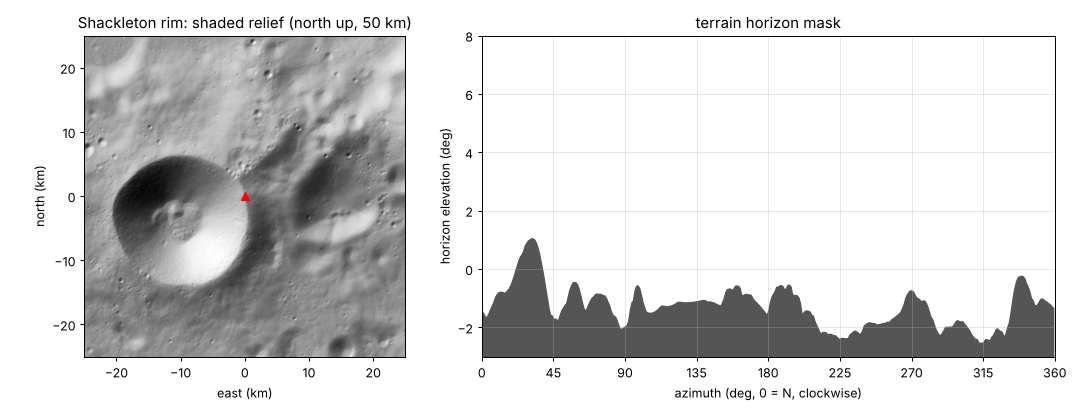 Shackleton rim: shaded relief (north up, 50 km)
20
10
0
−10
−20
north (km)
−20 −10 0 10 20
east (km)
terrain horizon mask
8
6
4
2
0
−2
horizon elevation (deg)
0 45 90 135 180 225 270 315 360
azimuth (deg, 0 = N, clockwise)